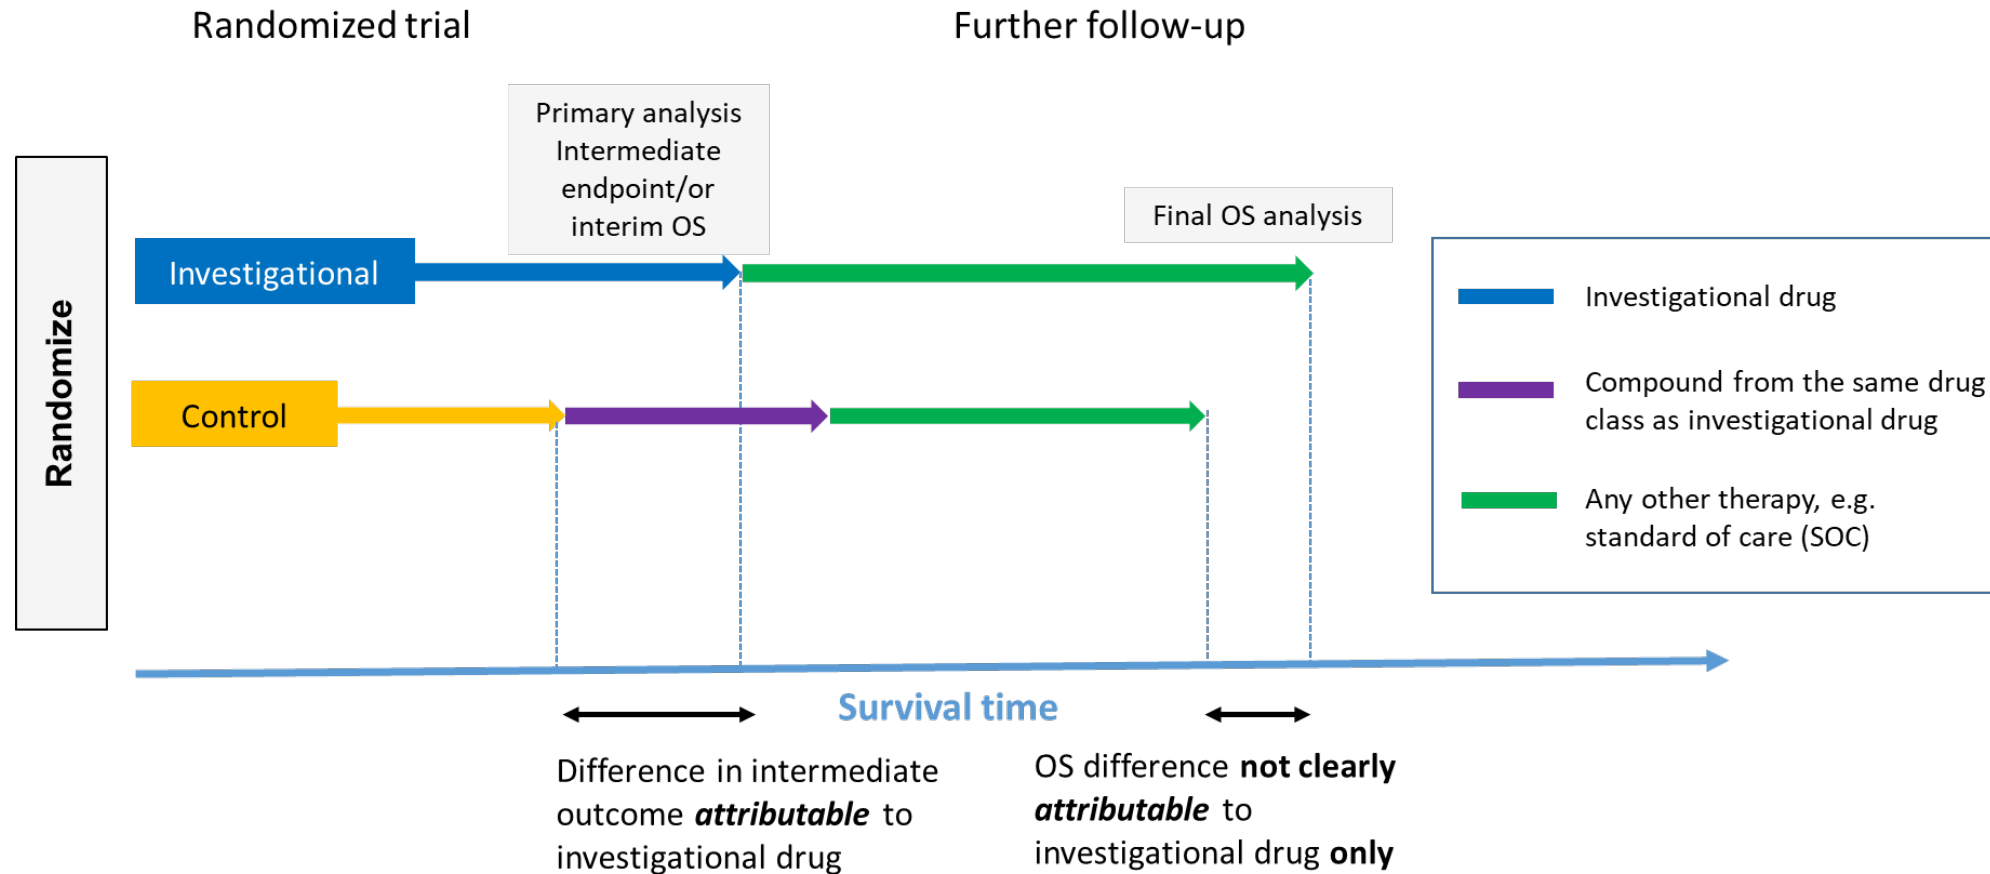 Randomized trial
Further follow-up
Primary analysis
Intermediate
endpoint/or
interim OS
Final OS analysis
Randomize
Investigational
Control
Investigational drug
Compound from the same drug
class as investigational drug
Any other therapy, e.g.
standard of care (SOC)
Survival time
Difference in intermediate
outcome attributable to
investigational drug
OS difference not clearly
attributable to
investigational drug only